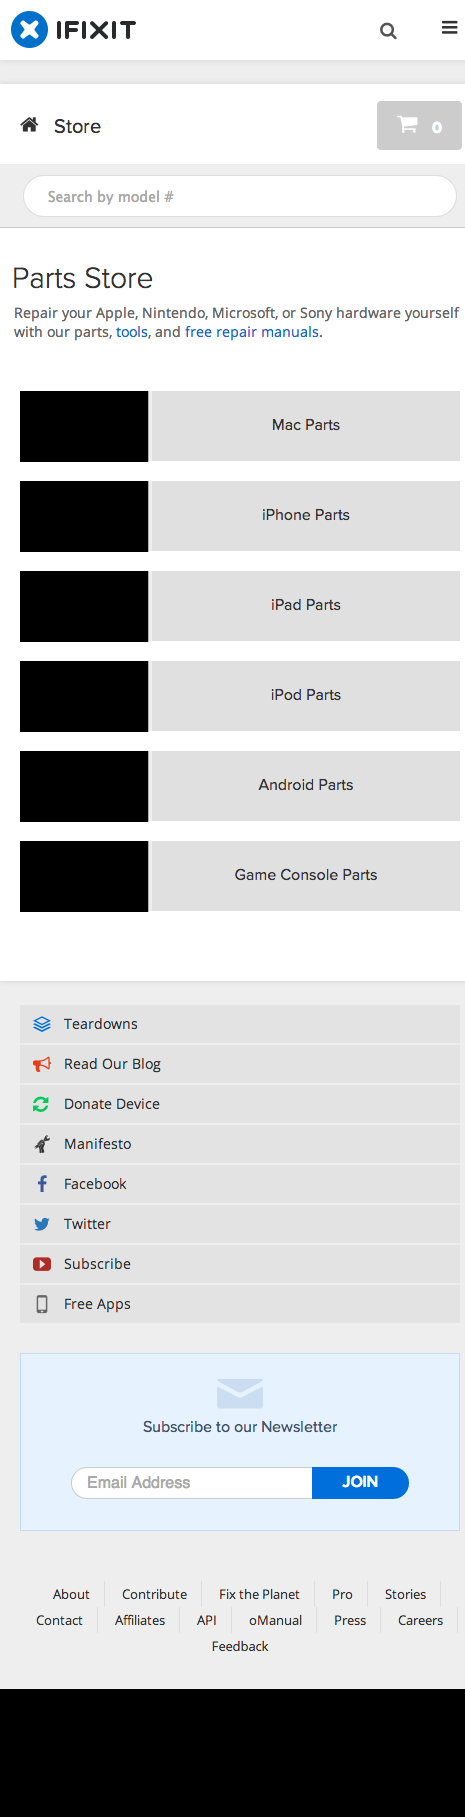 IFIXIT
Store
0
Search by model #
Parts Store
Repair your Apple, Nintendo, Microsoft, or Sony hardware yourself
with our parts, tools, and free repair manuals.
Mac Parts
iPhone Parts
iPad Parts
iPod Parts
Android Parts
Game Console Parts
Teardowns
Read Our Blog
Donate Device
Manifesto
Facebook
Twitter
Subscribe
Free Apps
Subscribe to our Newsletter
Email Address JOIN
About Contribute Fix the Planet Pro Stories
Contact Affiliates API oManual Press Careers
Feedback